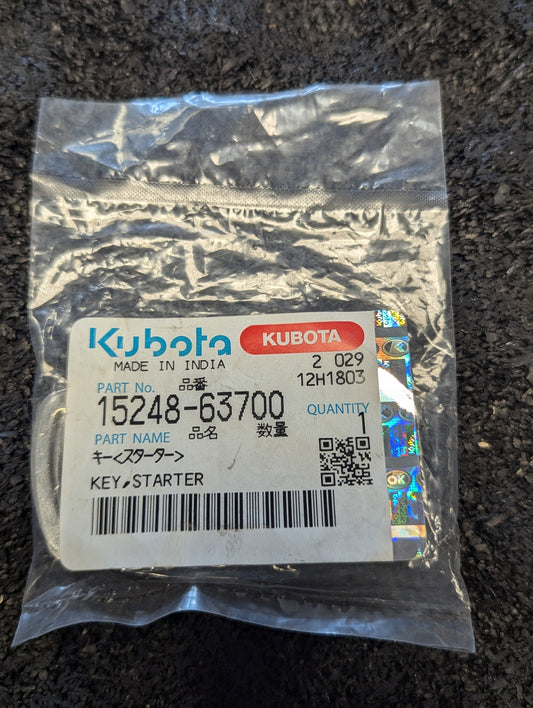 Kubota KUBOTA
MADE IN INDIA 2 029
12H1803
PART No. 品番
15248-63700 QUANTITY
PART NAME 品名 数量 1
キー<スターター>
KEY,STARTER
OK